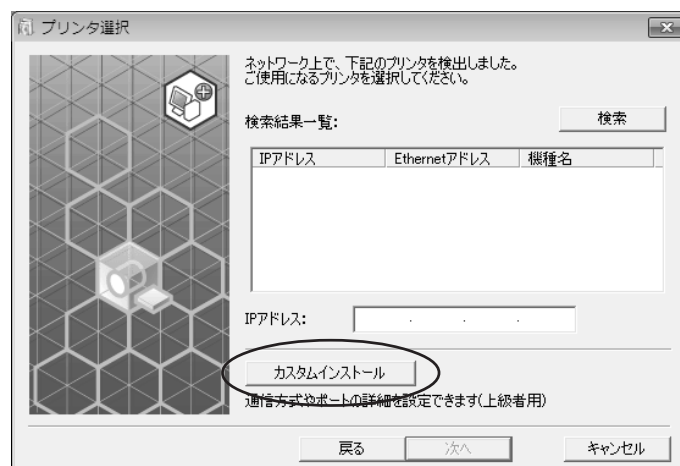 プリンタ選択
ネットワーク上で、下記のプリンタを検出しました。
ご使用になるプリンタを選択してください。
検索結果一覧:
検索
IPアドレス Ethernetアドレス 機種名
IPアドレス: . . .
カスタムインストール
通信方式やポートの詳細を設定できます(上級者用)
戻る 次へ キャンセル